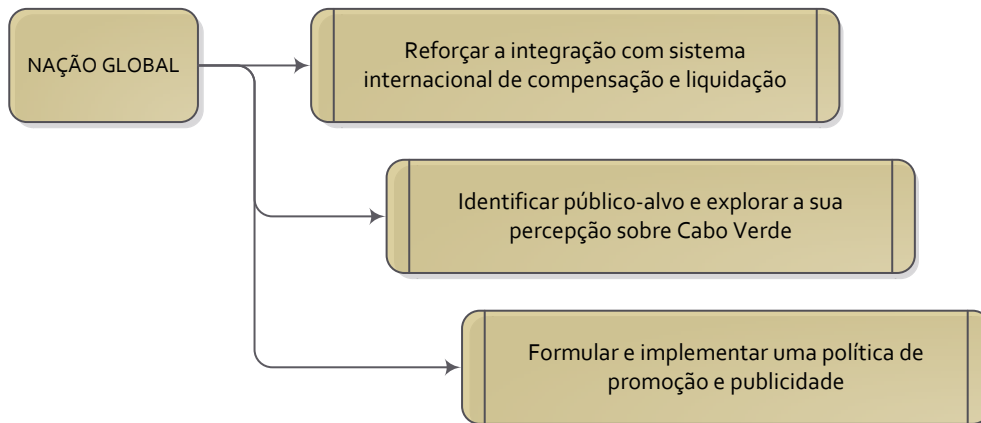 NAÇÃO GLOBAL
Reforçar a integração com sistema
internacional de compensação e liquidação
Identificar público-alvo e explorar a sua
percepção sobre Cabo Verde
Formular e implementar uma política de
promoção e publicidade